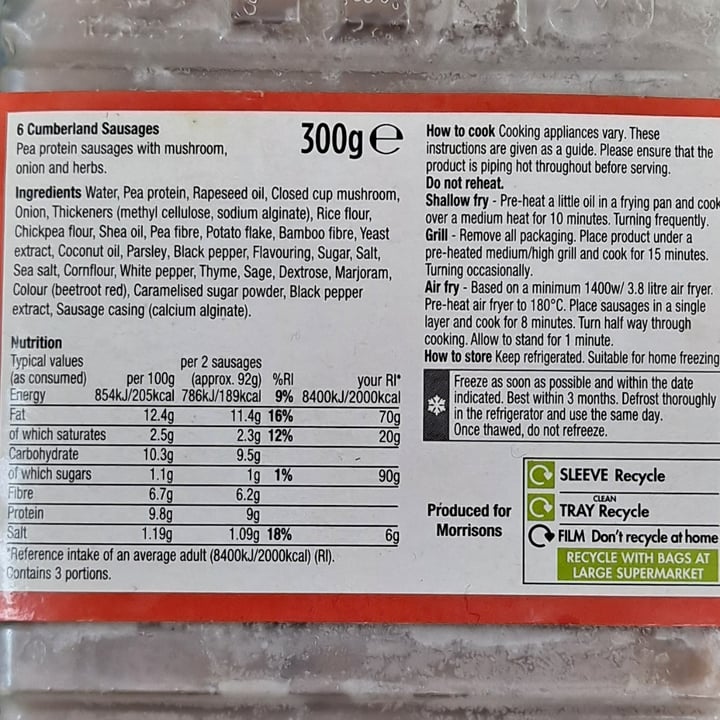 6 Cumberland Sausages
Pea protein sausages with mushroom,
onion and herbs.
300g e
Ingredients Water, Pea protein, Rapeseed oil, Closed cup mushroom,
Onion, Thickeners (methyl cellulose, sodium alginate), Rice flour,
Chickpea flour, Shea oil, Pea fibre, Potato flake, Bamboo fibre, Yeast
extract, Coconut oil, Parsley, Black pepper, Flavouring, Sugar, Salt,
Sea salt, Cornflour, White pepper, Thyme, Sage, Dextrose, Marjoram,
Colour (beetroot red), Caramelised sugar powder, Black pepper
extract, Sausage casing (calcium alginate).
Nutrition
Typical values per 2 sausages
(as consumed) per 100g (approx. 92g) %RI your RI*
Energy 854kJ/205kcal 786kJ/189kcal 9% 8400kJ/2000kcal
Fat 12.4g 11.4g 16% 70g
of which saturates 2.5g 2.3g 12% 20g
Carbohydrate 10.3g 9.5g
of which sugars 1.1g 1g 1% 90g
Fibre 6.7g 6.2g
Protein 9.8g 9g
Salt 1.19g 1.09g 18% 6g
*Reference intake of an average adult (8400kJ/2000kcal) (RI).
Contains 3 portions.
How to cook Cooking appliances vary. These
instructions are given as a guide. Please ensure that the
product is piping hot throughout before serving.
Do not reheat.
Shallow fry - Pre-heat a little oil in a frying pan and cook
over a medium heat for 10 minutes. Turning frequently.
Grill - Remove all packaging. Place product under a
pre-heated medium/high grill and cook for 15 minutes.
Turning occasionally.
Air fry - Based on a minimum 1400w/ 3.8 litre air fryer.
Pre-heat air fryer to 180°C. Place sausages in a single
layer and cook for 8 minutes. Turn half way through
cooking. Allow to stand for 1 minute.
How to store Keep refrigerated. Suitable for home freezing
Freeze as soon as possible and within the date
indicated. Best within 3 months. Defrost thoroughly
in the refrigerator and use the same day.
Once thawed, do not refreeze.
Produced for
Morrisons
SLEEVE Recycle
CLEAN
TRAY Recycle
FILM Don't recycle at home
RECYCLE WITH BAGS AT
LARGE SUPERMARKET